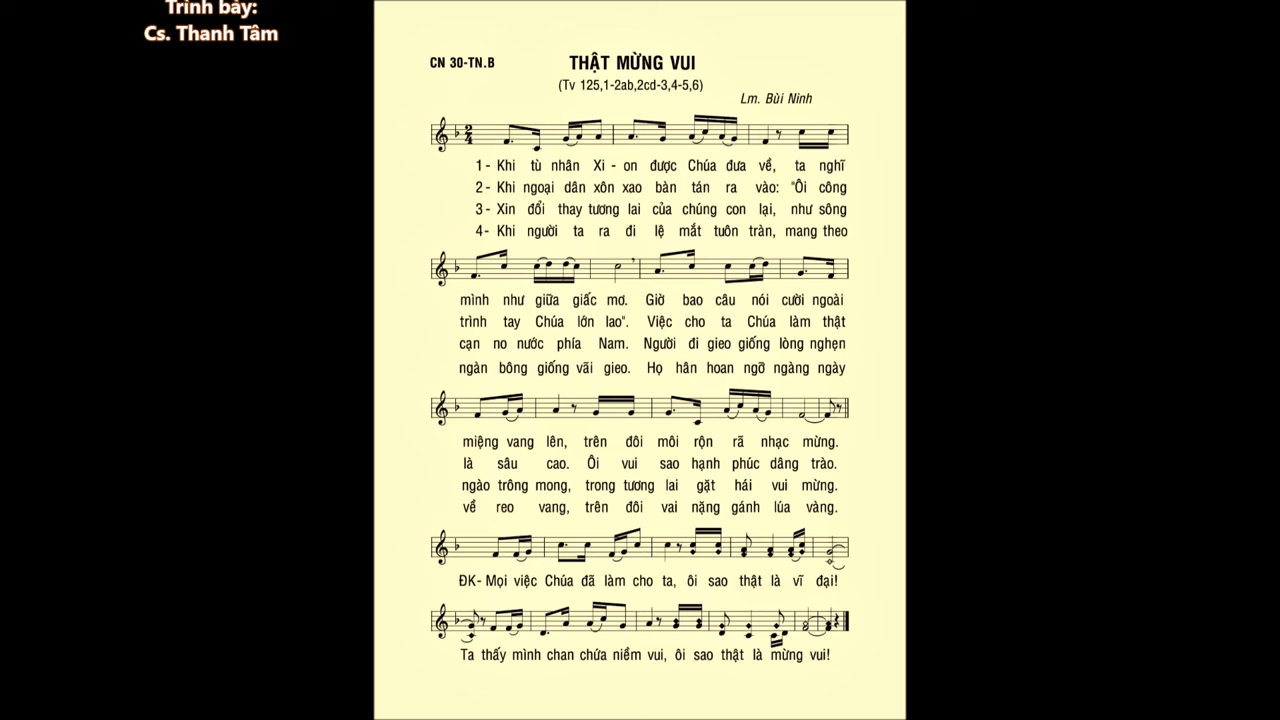 Trình bày:
Cs. Thanh Tâm
CN 30-TN.B
THẬT MỪNG VUI
(Tv 125,1-2ab,2cd-3,4-5,6)
Lm. Bùi Ninh
1- Khi tù nhân Xi - on được Chúa đưa về, ta nghĩ
2- Khi ngoại dân xôn xao bàn tán ra vào: "Ôi công
3- Xin đổi thay tương lai của chúng con lại, như sông
4- Khi người ta ra đi lệ mắt tuôn tràn, mang theo
mình như giữa giấc mơ. Giờ bao câu nói cười ngoài
trình tay Chúa lớn lao". Việc cho ta Chúa làm thật
cạn no nước phía Nam. Người đi gieo giống lòng nghẹn
ngàn bông giống vãi gieo. Họ hân hoan ngỡ ngàng ngày
miệng vang lên, trên đôi môi rộn rã nhạc mừng.
là sâu cao. Ôi vui sao hạnh phúc dâng trào.
ngào trông mong, trong tương lai gặt hái vui mừng.
về reo vang, trên đôi vai nặng gánh lúa vàng.
ĐK- Mọi việc Chúa đã làm cho ta, ôi sao thật là vĩ đại!
Ta thấy mình chan chứa niềm vui, ôi sao thật là mừng vui!